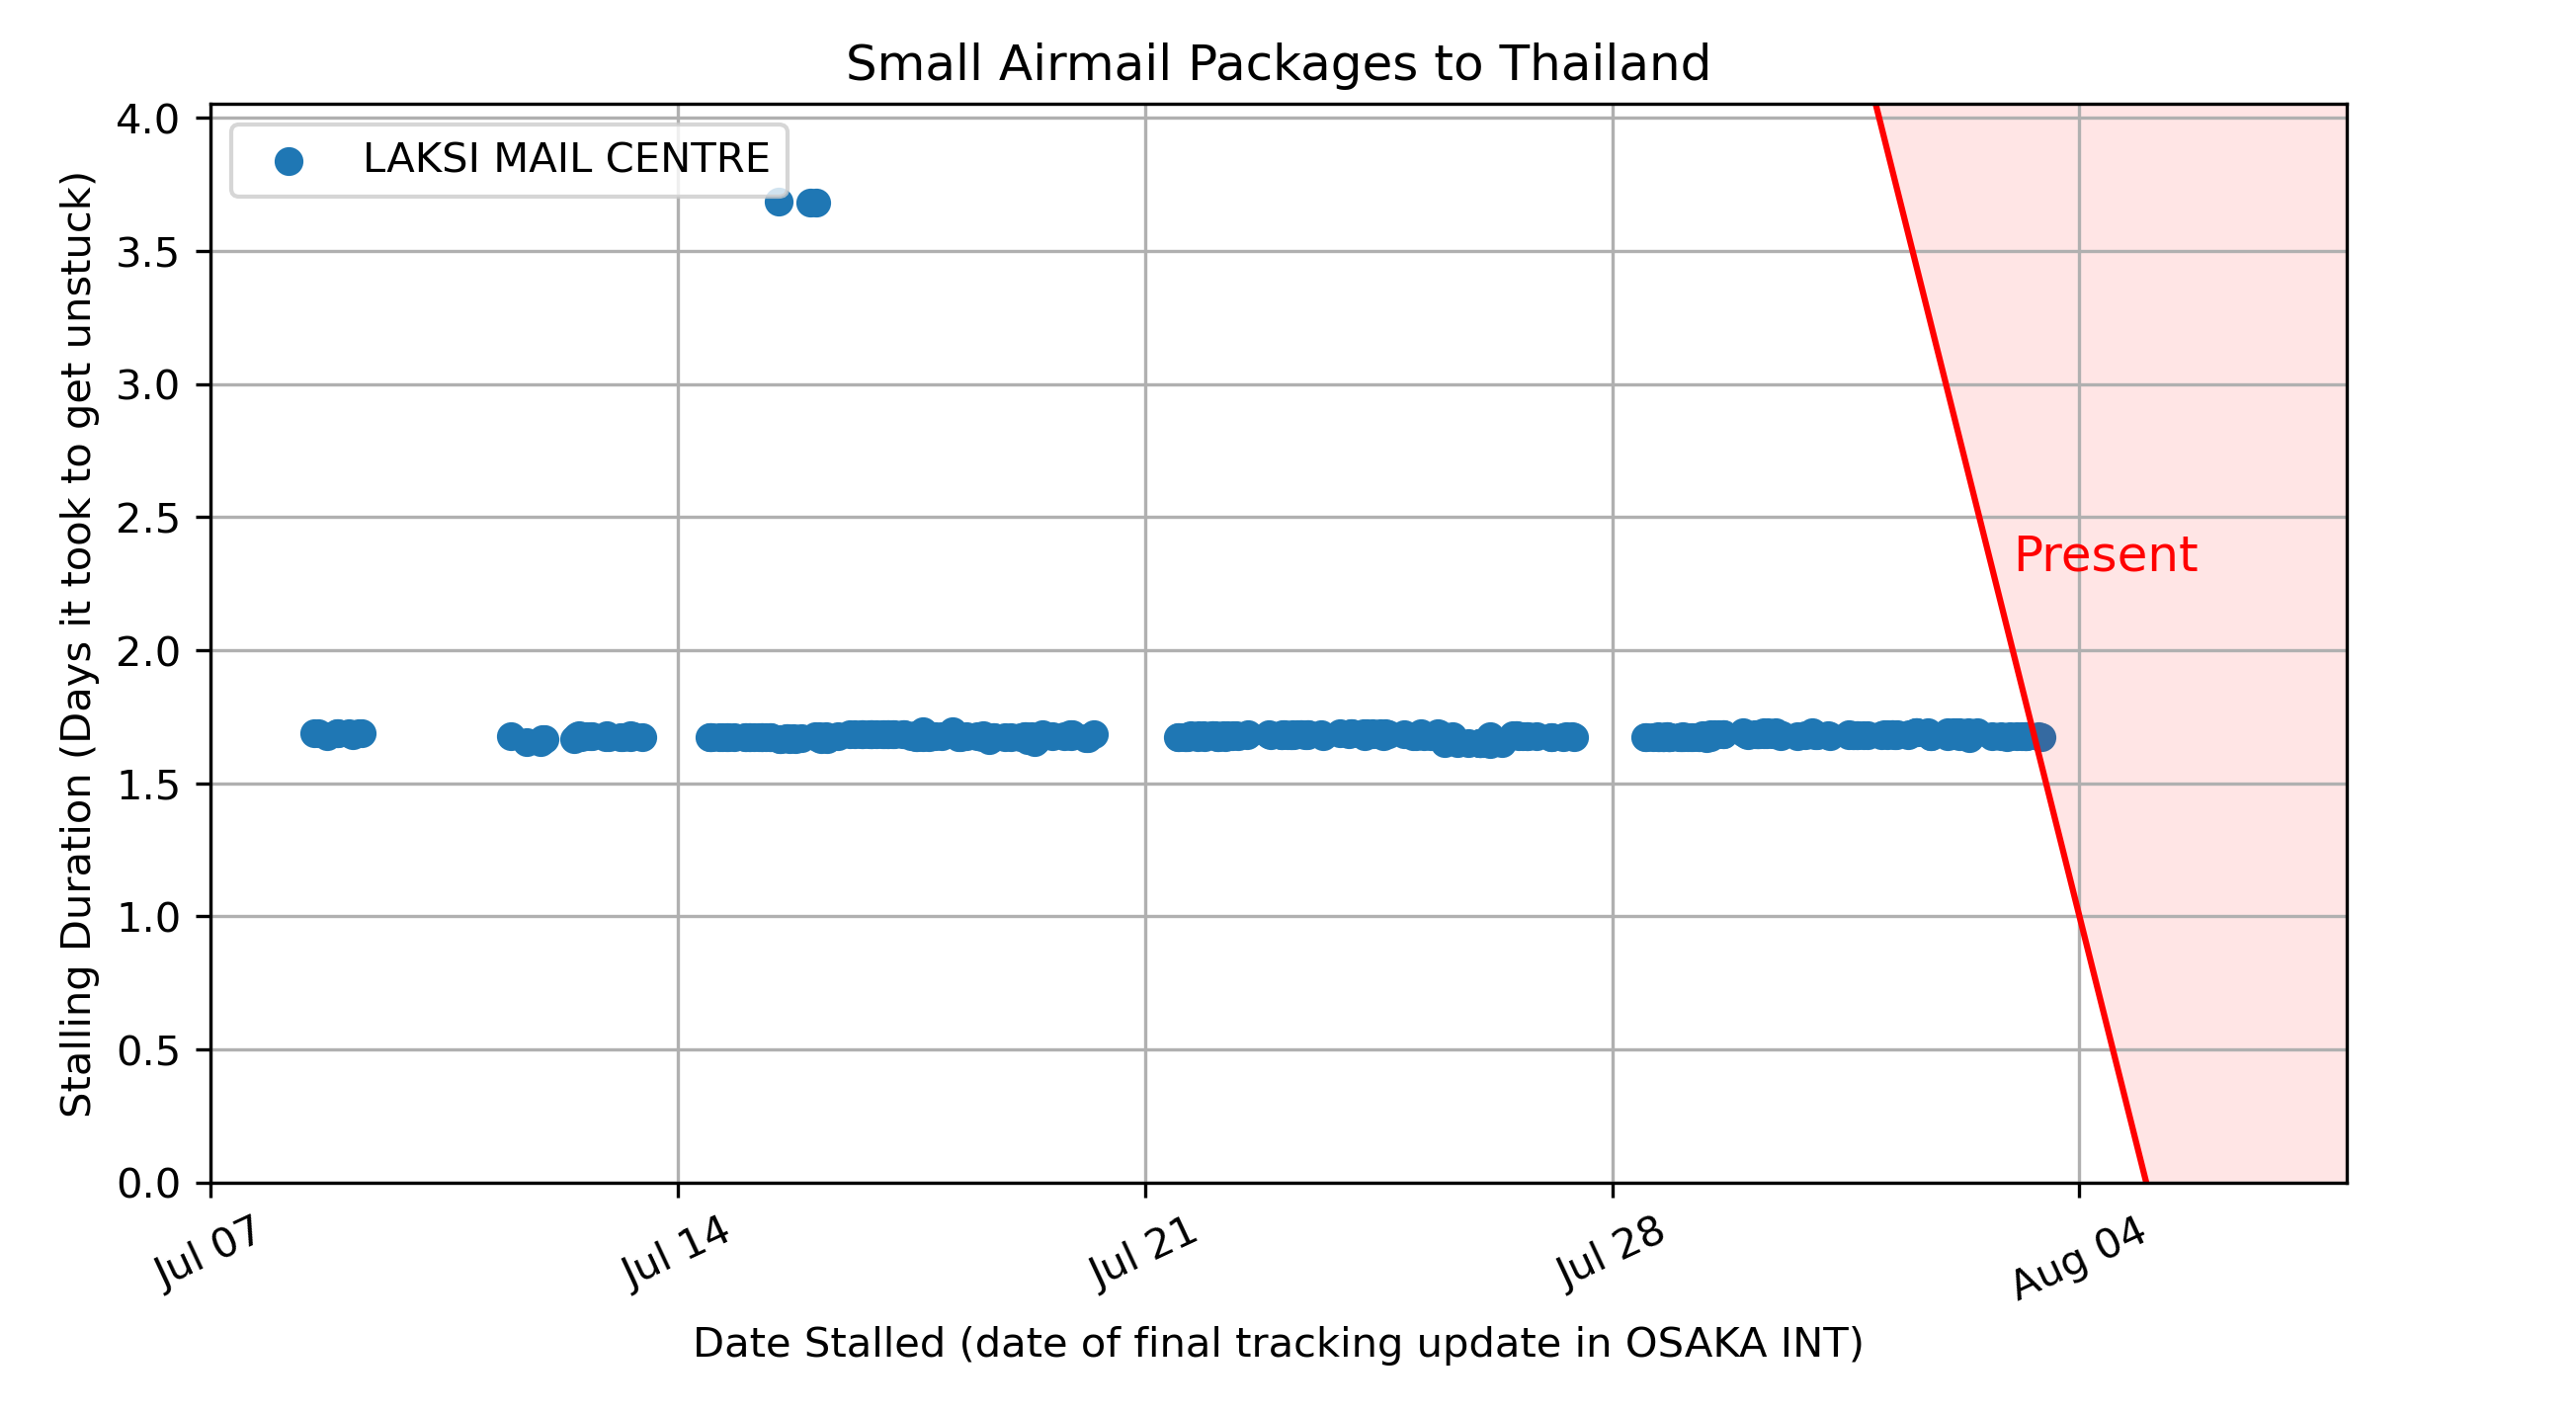 Small Airmail Packages to Thailand
Stalling Duration (Days it took to get unstuck)
4.0
3.5
3.0
2.5
2.0
1.5
1.0
0.5
0.0
LAKSI MAIL CENTRE
Present
Jul 07
Jul 14
Jul 21
Jul 28
Aug 04
Date Stalled (date of final tracking update in OSAKA INT)